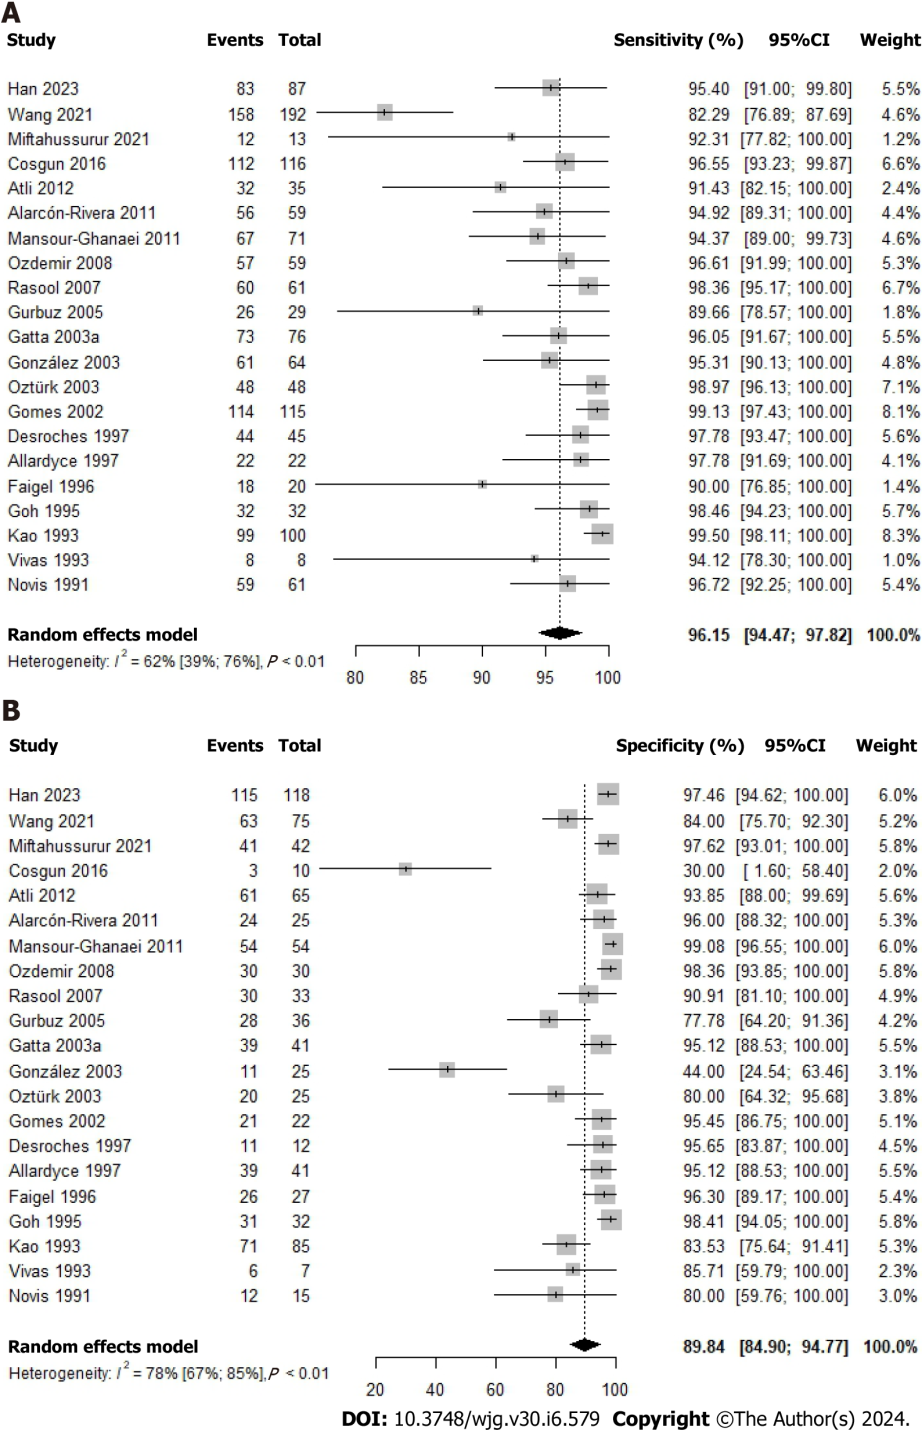 A
Study Events Total Sensitivity (%) 95%CI Weight
Han 2023 83 87 95.40 [91.00; 99.80] 5.5%
Wang 2021 158 192 82.29 [76.89; 87.69] 4.6%
Miftahussurur 2021 12 13 92.31 [77.82; 100.00] 1.2%
Cosgun 2016 112 116 96.55 [93.23; 99.87] 6.6%
Atli 2012 32 35 91.43 [82.15; 100.00] 2.4%
Alarcón-Rivera 2011 56 59 94.92 [89.31; 100.00] 4.4%
Mansour-Ghanaei 2011 67 71 94.37 [89.00; 99.73] 4.6%
Ozdemir 2008 57 59 96.61 [91.99; 100.00] 5.3%
Rasool 2007 60 61 98.36 [95.17; 100.00] 6.7%
Gurbuz 2005 26 29 89.66 [78.57; 100.00] 1.8%
Gatta 2003a 73 76 96.05 [91.67; 100.00] 5.5%
González 2003 61 64 95.31 [90.13; 100.00] 4.8%
Oztürk 2003 48 48 98.97 [96.13; 100.00] 7.1%
Gomes 2002 114 115 99.13 [97.43; 100.00] 8.1%
Desroches 1997 44 45 97.78 [93.47; 100.00] 5.6%
Allardyce 1997 22 22 97.78 [91.69; 100.00] 4.1%
Faigel 1996 18 20 90.00 [76.85; 100.00] 1.4%
Goh 1995 32 32 98.46 [94.23; 100.00] 5.7%
Kao 1993 99 100 99.50 [98.11; 100.00] 8.3%
Vivas 1993 8 8 94.12 [78.30; 100.00] 1.0%
Novis 1991 59 61 96.72 [92.25; 100.00] 5.4%
Random effects model 96.15 [94.47; 97.82] 100.0%
Heterogeneity: I² = 62% [39%; 76%], P < 0.01
80 85 90 95 100
B
Study Events Total Specificity (%) 95%CI Weight
Han 2023 115 118 97.46 [94.62; 100.00] 6.0%
Wang 2021 63 75 84.00 [75.70; 92.30] 5.2%
Miftahussurur 2021 41 42 97.62 [93.01; 100.00] 5.8%
Cosgun 2016 3 10 30.00 [ 1.60; 58.40] 2.0%
Atli 2012 61 65 93.85 [88.00; 99.69] 5.6%
Alarcón-Rivera 2011 24 25 96.00 [88.32; 100.00] 5.3%
Mansour-Ghanaei 2011 54 54 99.08 [96.55; 100.00] 6.0%
Ozdemir 2008 30 30 98.36 [93.85; 100.00] 5.8%
Rasool 2007 30 33 90.91 [81.10; 100.00] 4.9%
Gurbuz 2005 28 36 77.78 [64.20; 91.36] 4.2%
Gatta 2003a 39 41 95.12 [88.53; 100.00] 5.5%
González 2003 11 25 44.00 [24.54; 63.46] 3.1%
Oztürk 2003 20 25 80.00 [64.32; 95.68] 3.8%
Gomes 2002 21 22 95.45 [86.75; 100.00] 5.1%
Desroches 1997 11 12 95.65 [83.87; 100.00] 4.5%
Allardyce 1997 39 41 95.12 [88.53; 100.00] 5.5%
Faigel 1996 26 27 96.30 [89.17; 100.00] 5.4%
Goh 1995 31 32 98.41 [94.05; 100.00] 5.8%
Kao 1993 71 85 83.53 [75.64; 91.41] 5.3%
Vivas 1993 6 7 85.71 [59.79; 100.00] 2.3%
Novis 1991 12 15 80.00 [59.76; 100.00] 3.0%
Random effects model 89.84 [84.90; 94.77] 100.0%
Heterogeneity: I² = 78% [67%; 85%], P < 0.01
20 40 60 80 100
DOI: 10.3748/wjg.v30.i6.579 Copyright ©The Author(s) 2024.